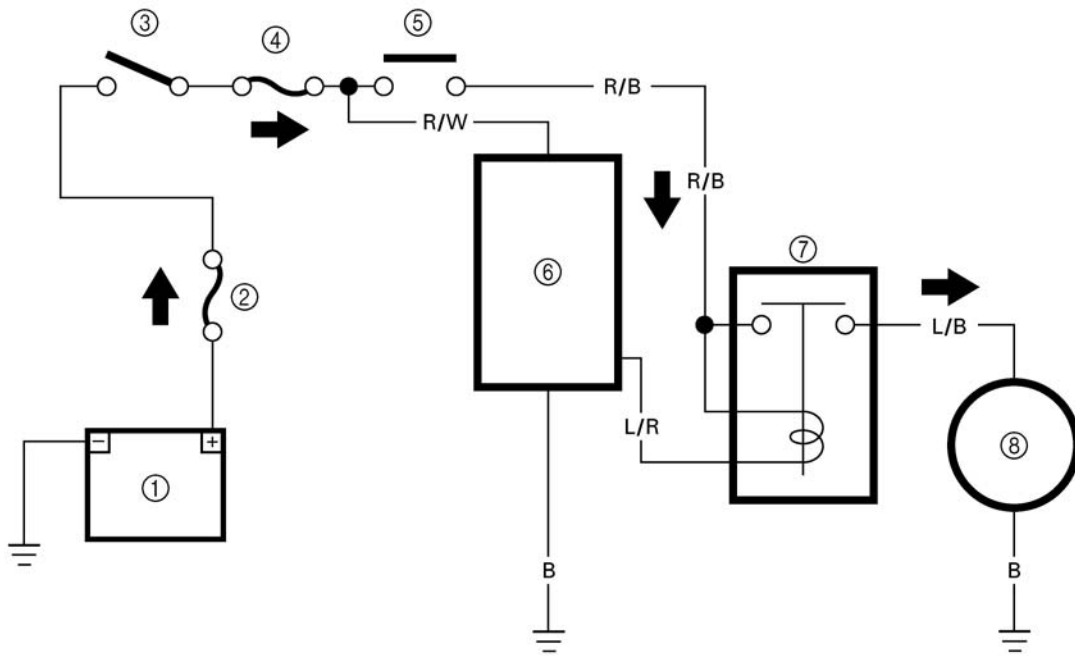 ③
④
⑤
R/B
R/W
R/B
⑦
②
⑥
L/B
L/R
− +
①
⑧
B
B